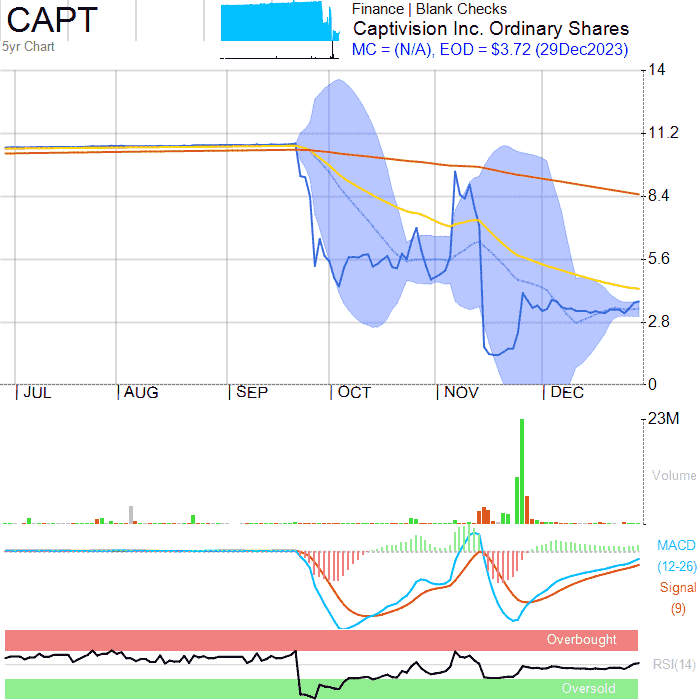 CAPT
5yr Chart
Finance | Blank Checks
Captivision Inc. Ordinary Shares
MC = (N/A), EOD = $3.72 (29Dec2023)
14
11.2
8.4
5.6
2.8
0
JUL AUG SEP OCT NOV DEC
23M
Volume
MACD
(12-26)
Signal
(9)
Overbought
RSI(14)
Oversold